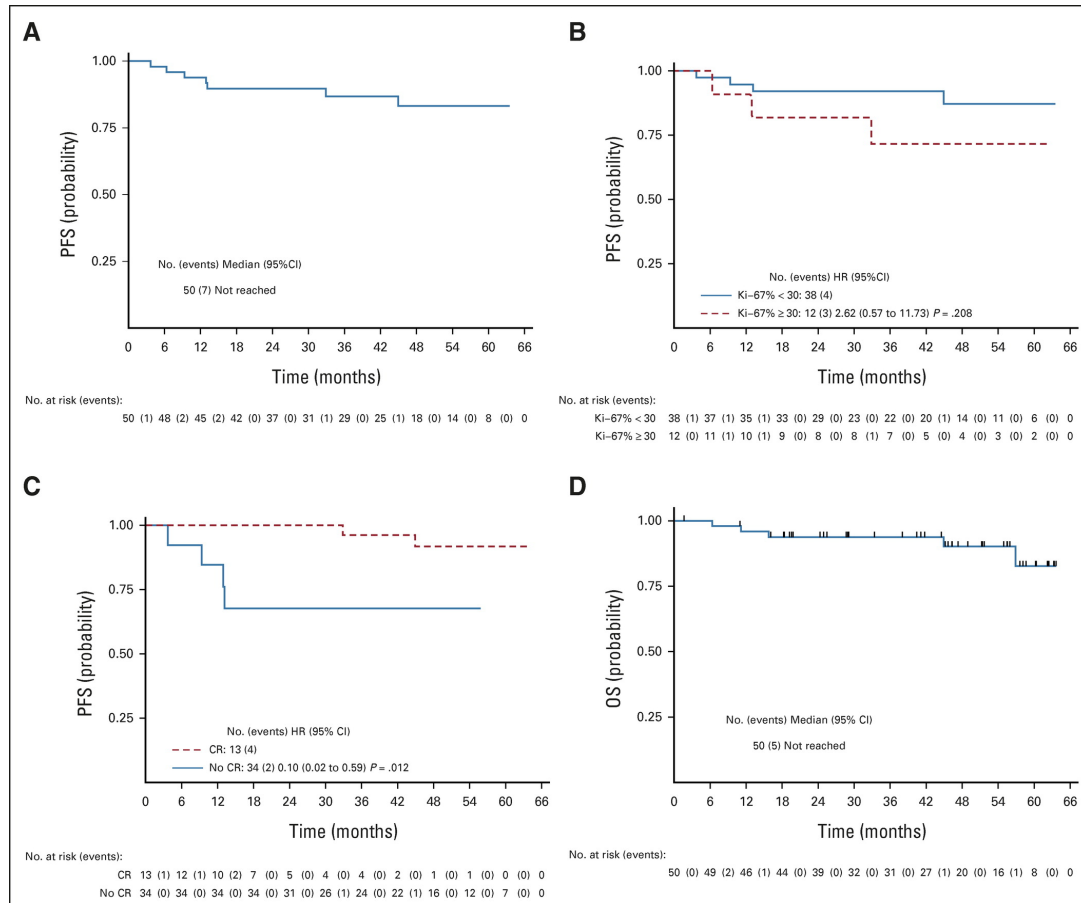 A
1.00
0.75
0.50
0.25
PFS (probability)
No. (events) Median (95%CI)
50 (7) Not reached
0 6 12 18 24 30 36 42 48 54 60 66
Time (months)
No. at risk (events):
50 (1) 48 (2) 45 (2) 42 (0) 37 (0) 31 (1) 29 (0) 25 (1) 18 (0) 14 (0) 8 (0) 0
B
1.00
0.75
0.50
0.25
PFS (probability)
No. (events) HR (95%CI)
Ki–67% < 30: 38 (4)
Ki–67% ≥ 30: 12 (3) 2.62 (0.57 to 11.73) P = .208
0 6 12 18 24 30 36 42 48 54 60 66
Time (months)
No. at risk (events):
Ki–67% < 30 38 (1) 37 (1) 35 (1) 33 (0) 29 (0) 23 (0) 22 (0) 20 (1) 14 (0) 11 (0) 6 (0) 0
Ki–67% ≥ 30 12 (0) 11 (1) 10 (1) 9 (0) 8 (0) 8 (1) 7 (0) 5 (0) 4 (0) 3 (0) 2 (0) 0
C
1.00
0.75
0.50
0.25
PFS (probability)
No. (events) HR (95% CI)
CR: 13 (4)
No CR: 34 (2) 0.10 (0.02 to 0.59) P = .012
0 6 12 18 24 30 36 42 48 54 60 66
Time (months)
No. at risk (events):
CR 13 (1) 12 (1) 10 (2) 7 (0) 5 (0) 4 (0) 4 (0) 2 (0) 1 (0) 1 (0) 0 (0) 0
No CR 34 (0) 34 (0) 34 (0) 34 (0) 31 (0) 26 (1) 24 (0) 22 (1) 16 (0) 12 (0) 7 (0) 0
D
1.00
0.75
0.50
0.25
OS (probability)
No. (events) Median (95% CI)
50 (5) Not reached
0 6 12 18 24 30 36 42 48 54 60 66
Time (months)
No. at risk (events):
50 (0) 49 (2) 46 (1) 44 (0) 39 (0) 32 (0) 31 (0) 27 (1) 20 (0) 16 (1) 8 (0) 0